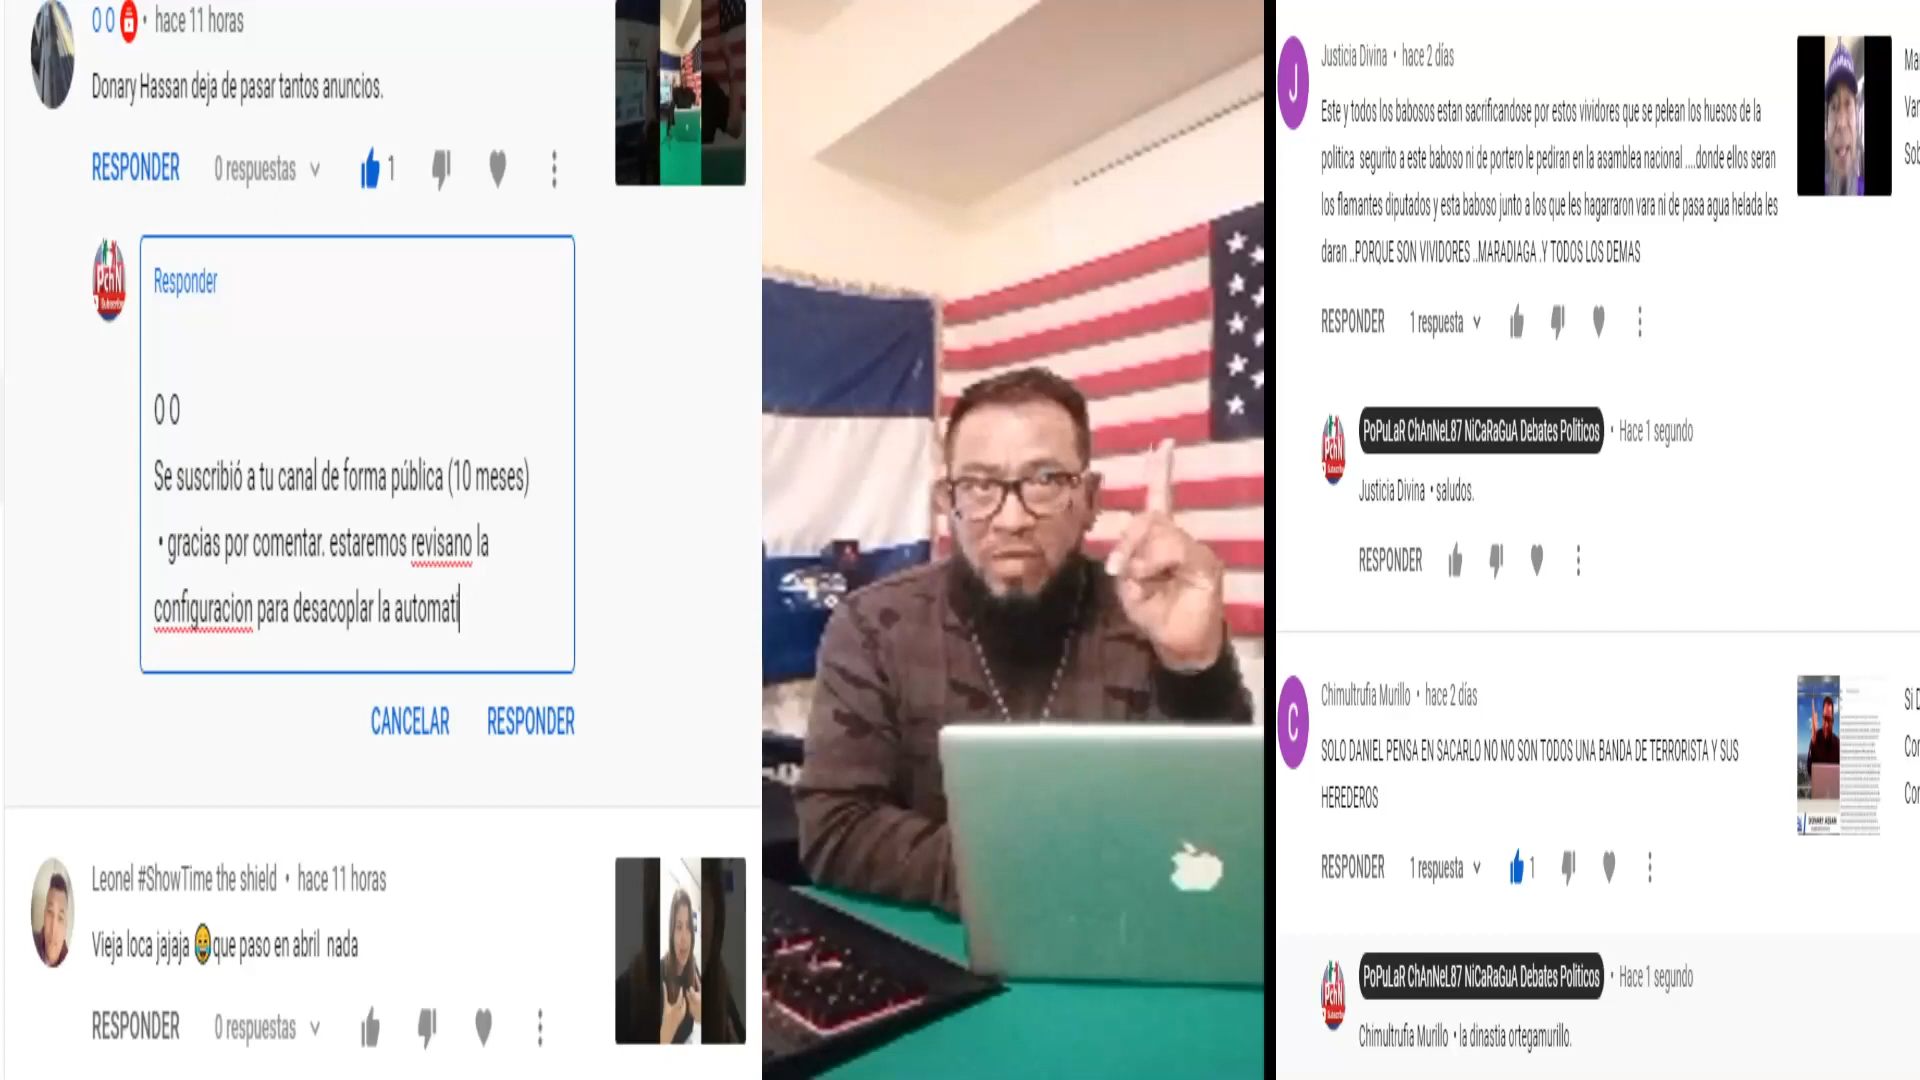 0 0 • hace 11 horas
Donary Hassan deja de pasar tantos anuncios.
RESPONDER 0 respuestas 1
PchN
Subscribe
Responder
0 0
Se suscribió a tu canal de forma pública (10 meses)
• gracias por comentar. estaremos revisano la
configuracion para desacoplar la automati
CANCELAR RESPONDER
Leonel #ShowTime the shield • hace 11 horas
Vieja loca jajaja 😂que paso en abril nada
RESPONDER 0 respuestas
J
Justicia Divina • hace 2 días
Este y todos los babosos estan sacrificandose por estos vividores que se pelean los huesos de la
politica segurito a este baboso ni de portero le pediran en la asamblea nacional ....donde ellos seran
los flamantes diputados y esta baboso junto a los que les hagarraron vara ni de pasa agua helada les
daran ..PORQUE SON VIVIDORES ..MARADIAGA .Y TODOS LOS DEMAS
RESPONDER 1 respuesta
PchN
PoPuLaR ChAnNeL87 NiCaRaGuA Debates Politicos • Hace 1 segundo
Justicia Divina • saludos.
RESPONDER
C
Chimultrufia Murillo • hace 2 días
SOLO DANIEL PENSA EN SACARLO NO NO SON TODOS UNA BANDA DE TERRORISTA Y SUS
HEREDEROS
RESPONDER 1 respuesta 1
PchN
PoPuLaR ChAnNeL87 NiCaRaGuA Debates Politicos • Hace 1 segundo
Chimultrufia Murillo • la dinastia ortegamurillo.